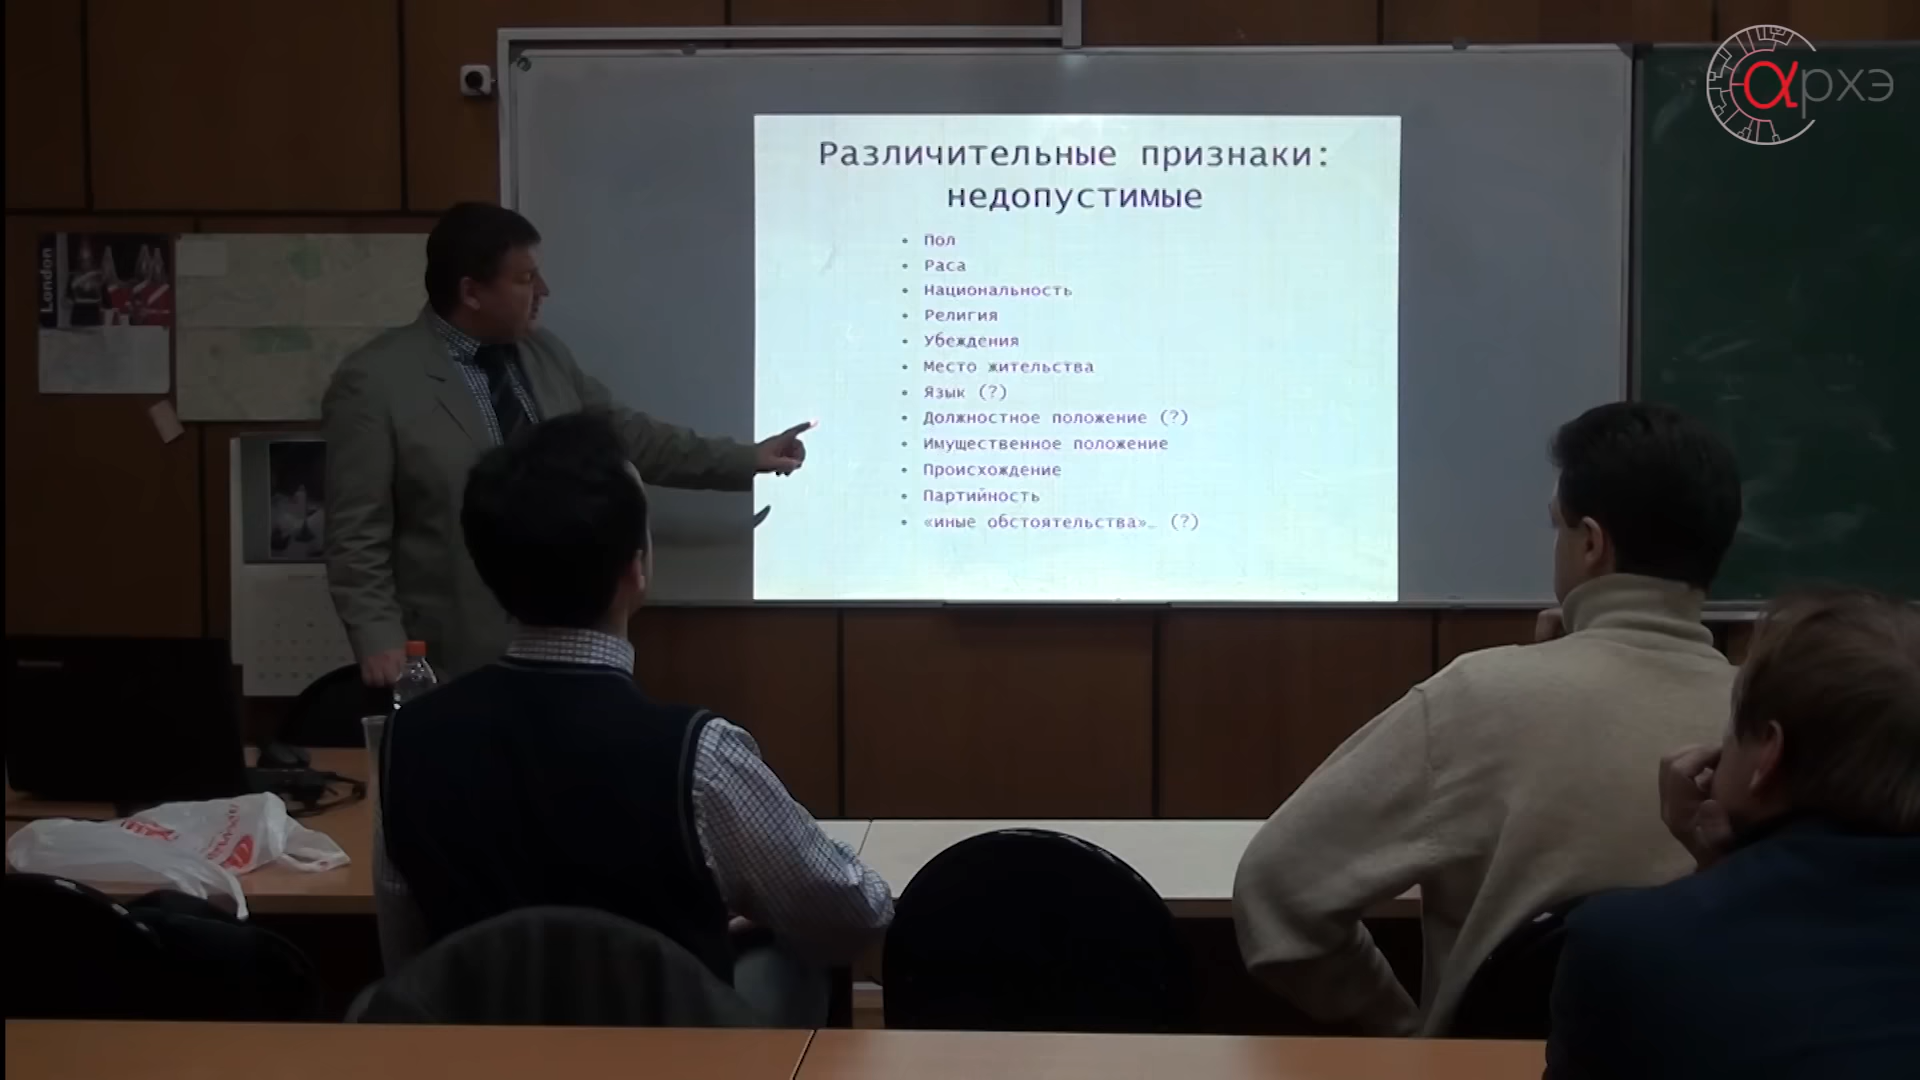 London
αрхэ
Различительные признаки:
недопустимые
• Пол
• Раса
• Национальность
• Религия
• Убеждения
• Место жительства
• Язык (?)
• Должностное положение (?)
• Имущественное положение
• Происхождение
• Партийность
• «иные обстоятельства»… (?)